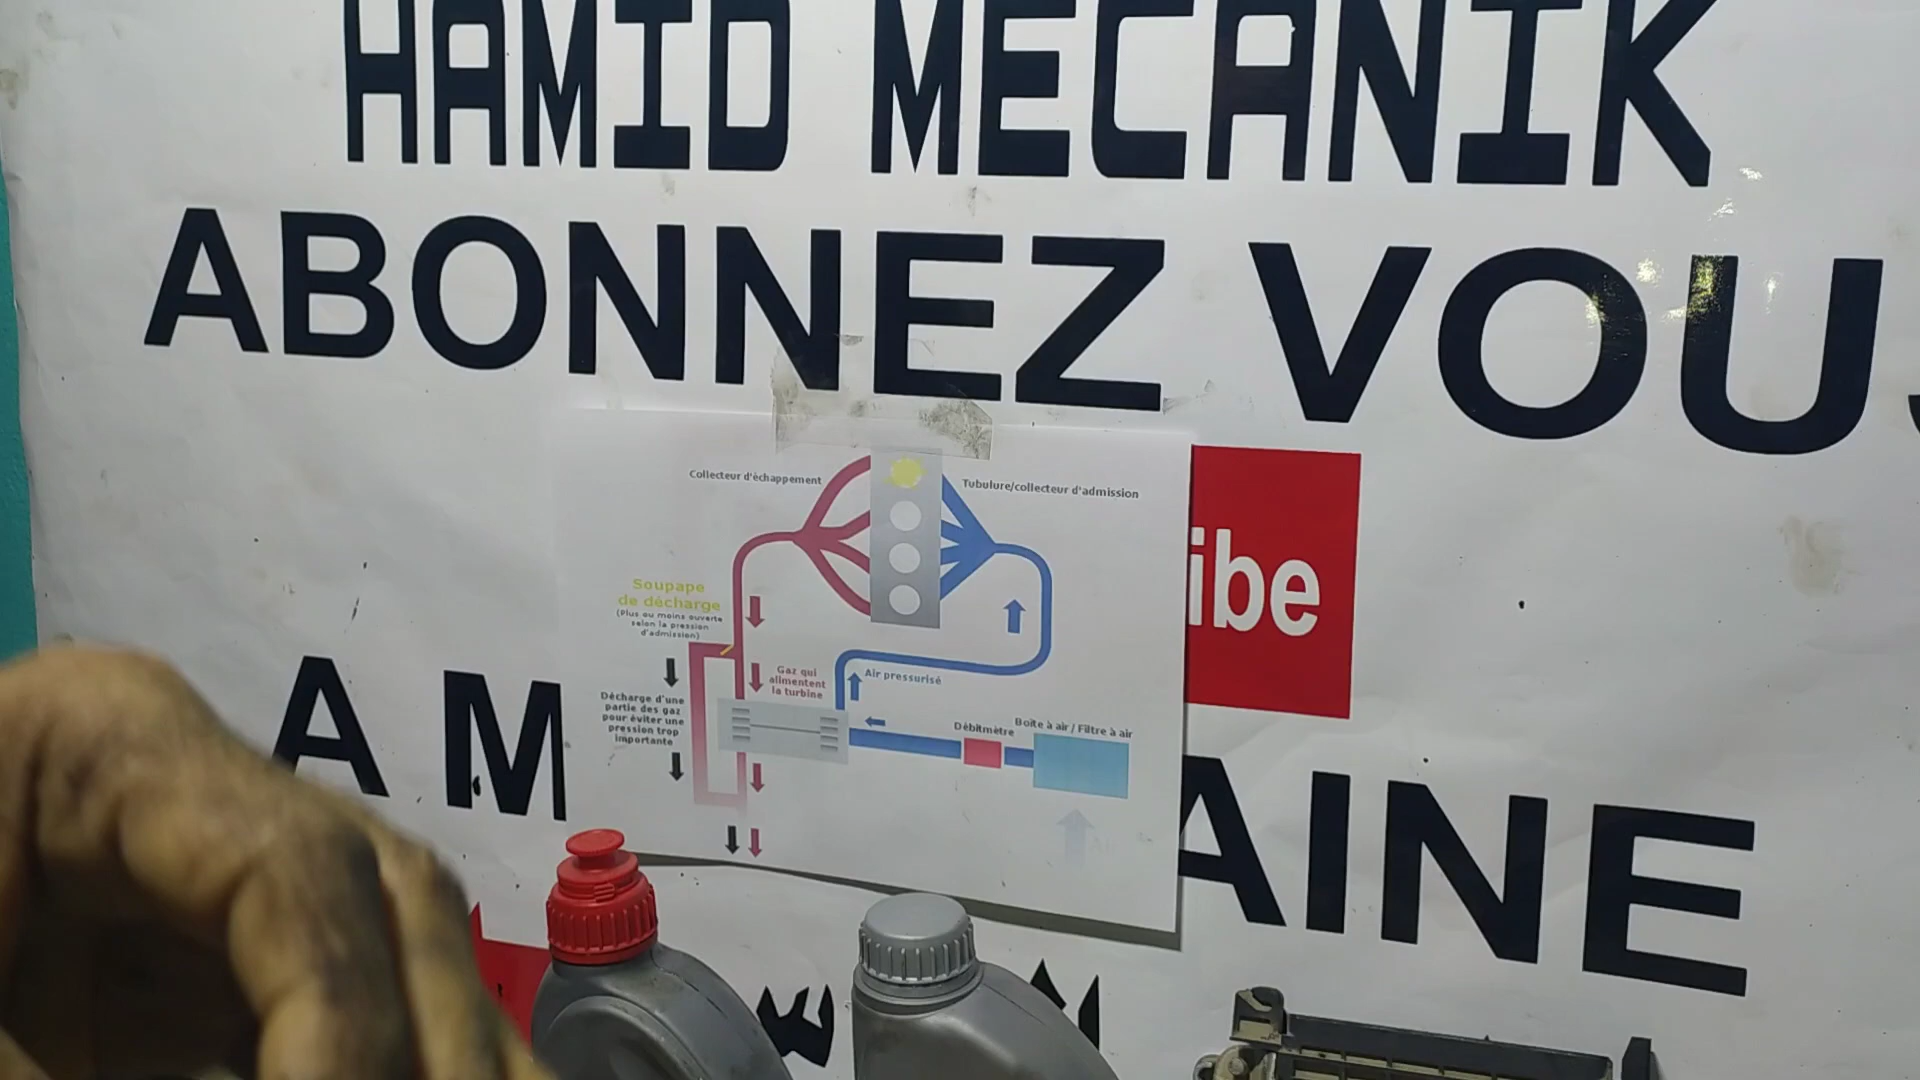 HAMID MECANIK
ABONNEZ VOUS
Collecteur d'èchappement
Tubulure/collecteur d'admission
Soupape
de décharge
(Plus ou moins ouverte
selon la pression
d'admission)
Gaz qui
alimentent
la turbine
Air pressurisé
Décharge d'une
partie des gaz
pour èviter une
pression trop
importante
Débitmètre
Boîte à air / Filtre à air
ibe
A M
AINE